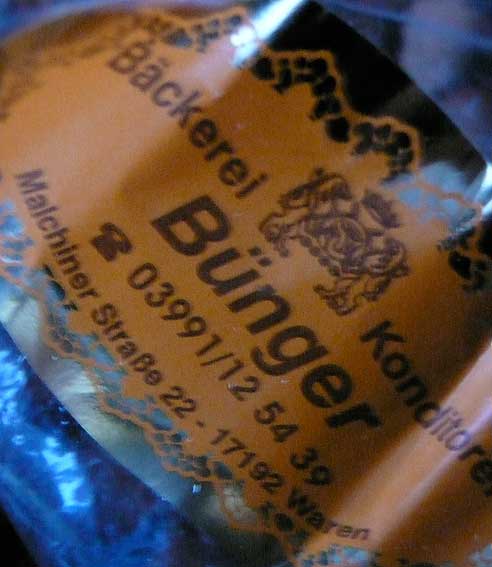 Bäckerei Konditorei
Bünger
☎ 03991/12 54 39
Malchiner Straße 22 - 17192 Waren